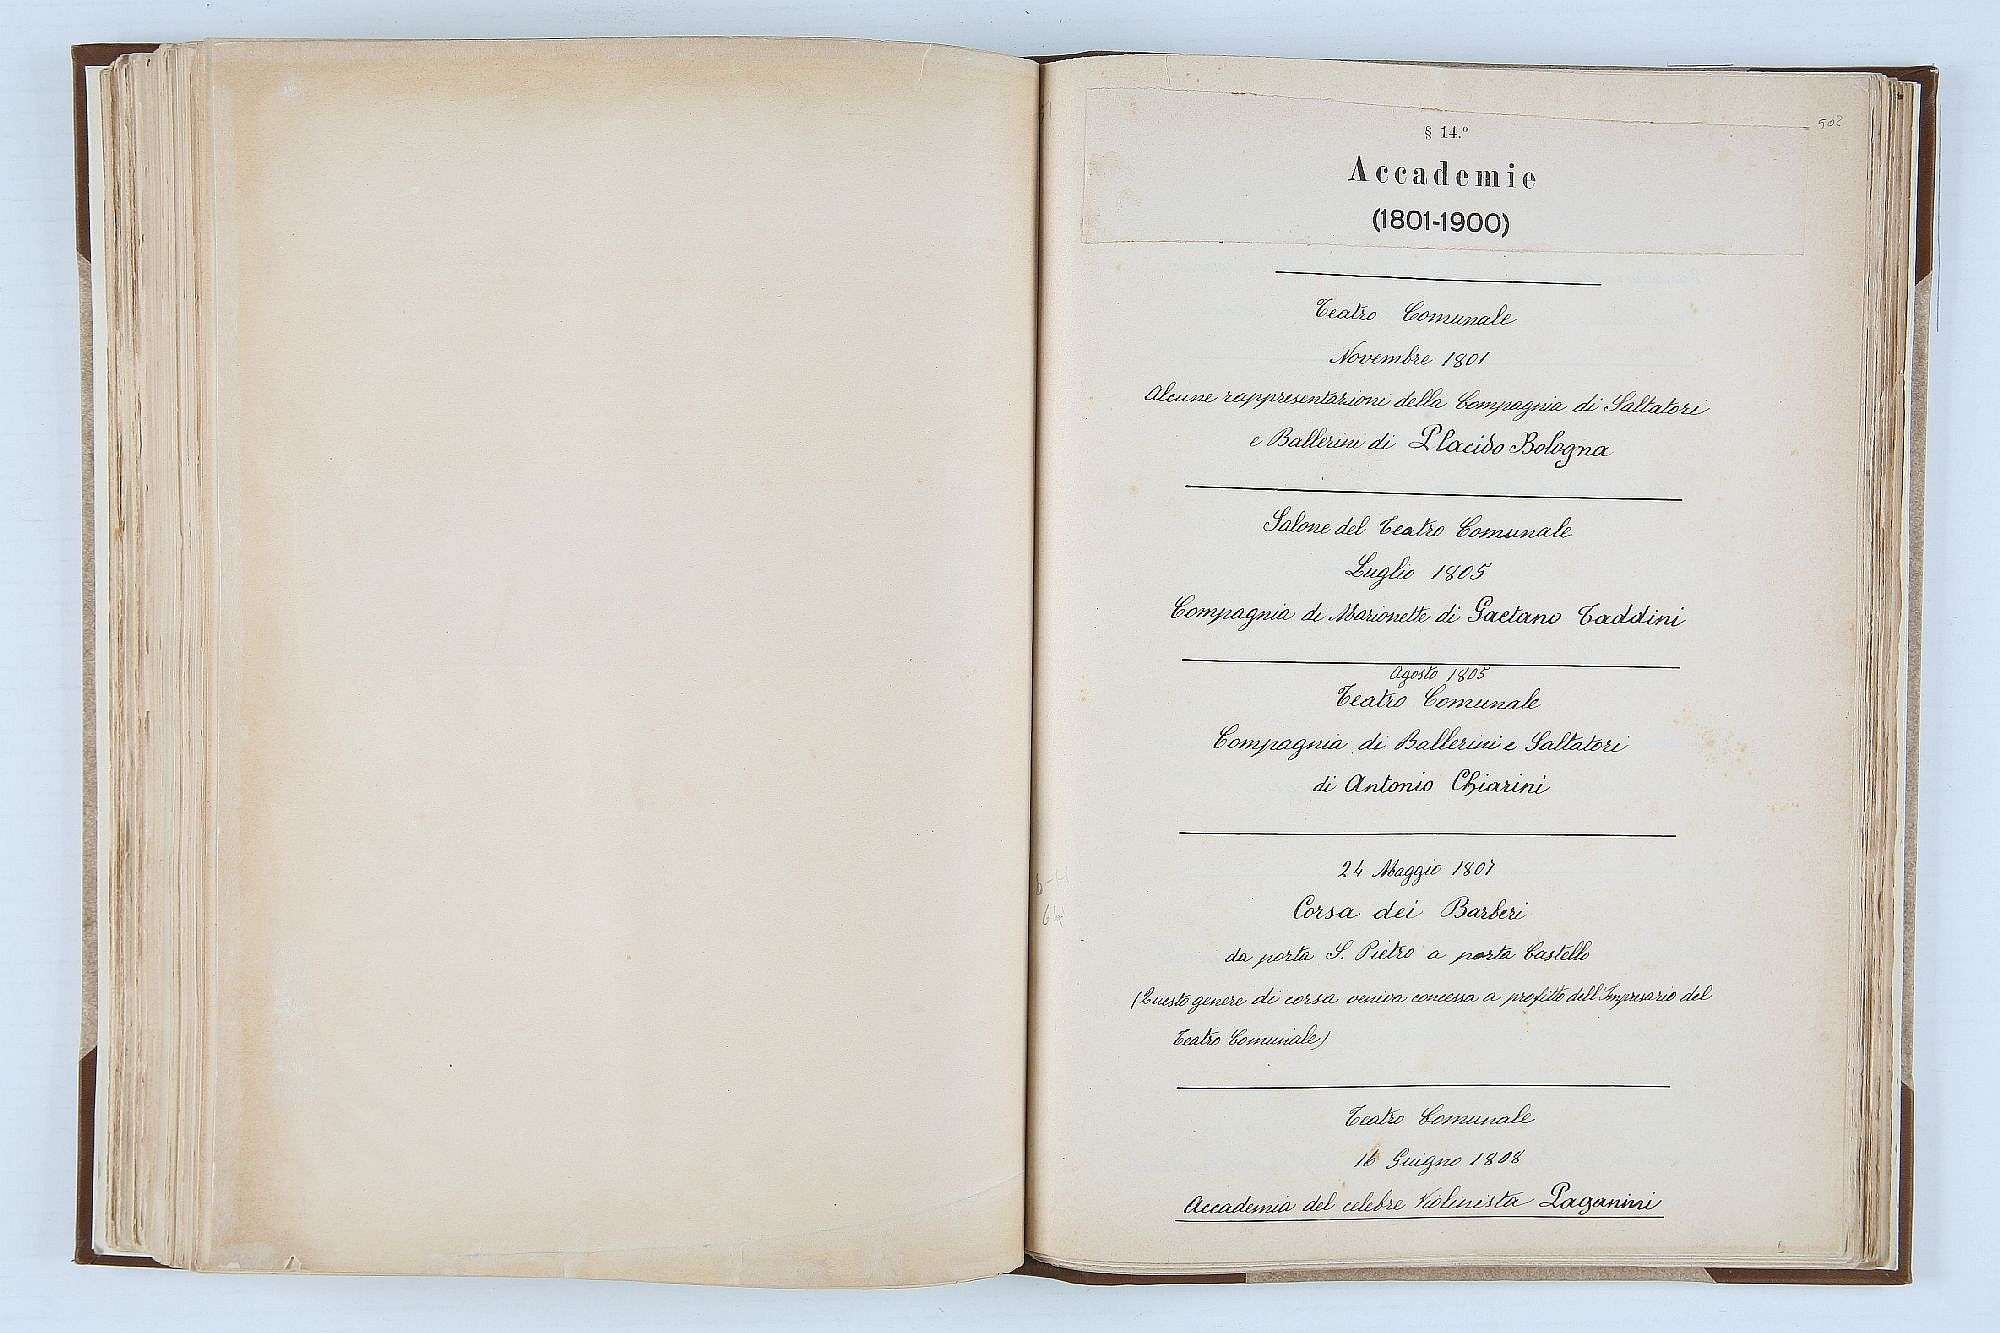 502
§ 14.º
Accademie
(1801-1900)
Teatro Comunale
Novembre 1801
Alcune rappresentazioni della Compagnia di Saltatori
e Ballerini di Placido Bologna
Salone del Teatro Comunale
Luglio 1805
Compagnia di Marionette di Gaetano Taddini
Agosto 1805
Teatro Comunale
Compagnia di Ballerini e Saltatori
di Antonio Chiarini
24 Maggio 1807
Corsa dei Barberi
da porta S. Pietro a porta Castello
(Questo genere di corsa veniva concessa a profitto dell'Impresario del
Teatro Comunale)
Teatro Comunale
16 Giugno 1808
Accademia del celebre Violinista Paganini